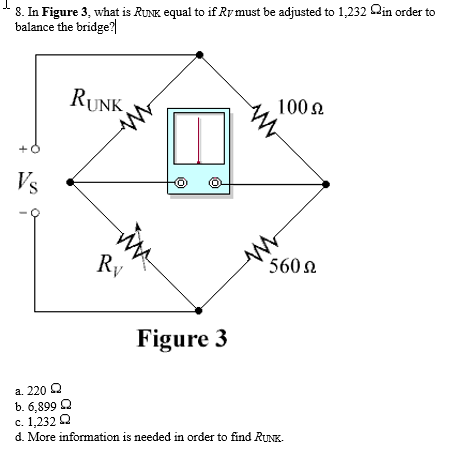 8. In Figure 3, what is RUNK equal to if RV must be adjusted to 1,232 Ωin order to
balance the bridge?
RUNK
100 Ω
+
VS
-
RV
560 Ω
Figure 3
a. 220 Ω
b. 6,899 Ω
c. 1,232 Ω
d. More information is needed in order to find RUNK.